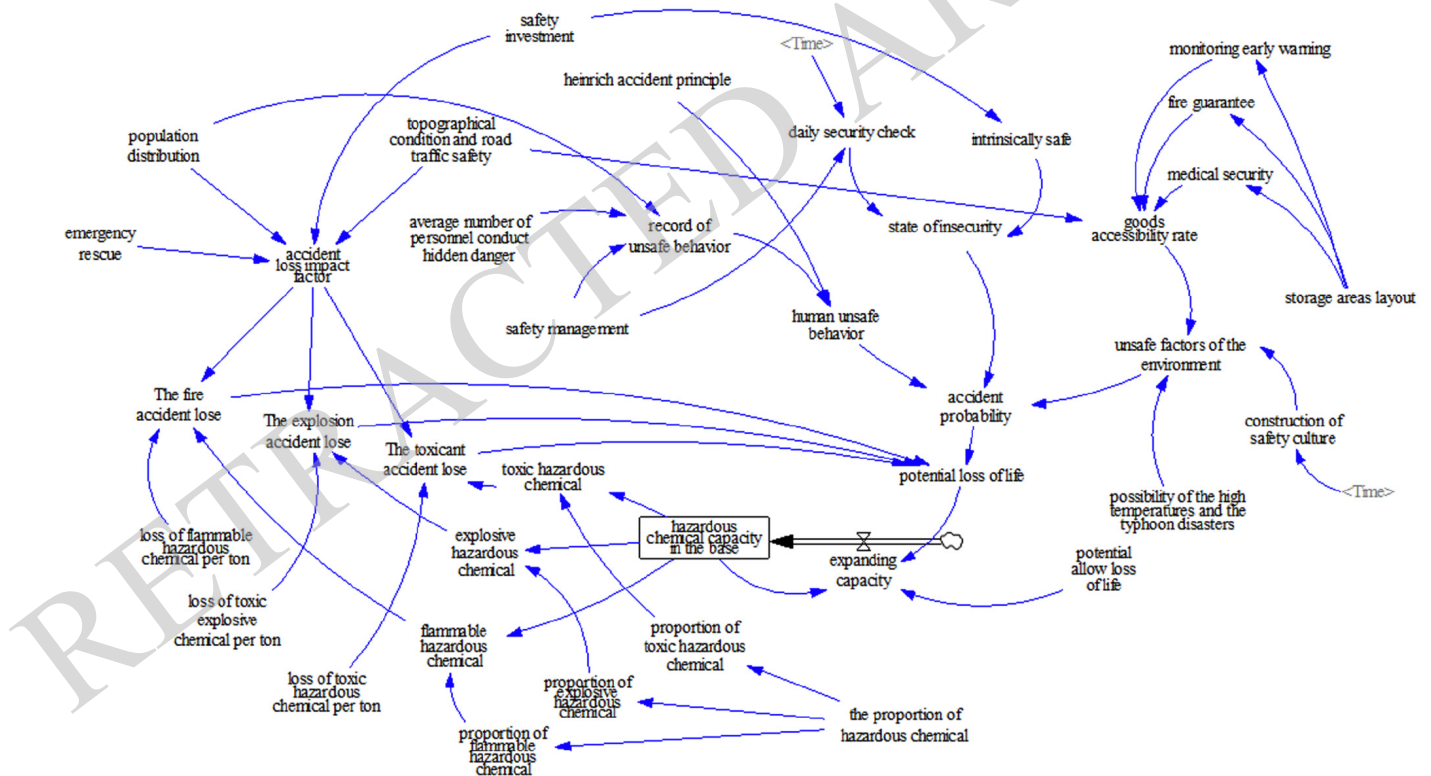 safety
investment
<Time>
monitoring early warning
heinrich accident principle
fire guarantee
population
distribution
topographical
condition and road
traffic safety
daily security check
intrinsically safe
medical security
emergency
rescue
average number of
personnel conduct
hidden danger
record of
unsafe behavior
state of insecurity
goods
accessibility rate
accident
loss impact
factor
storage areas layout
safety management
human unsafe
behavior
unsafe factors of the
environment
The fire
accident lose
The explosion
accident lose
The toxicant
accident lose
accident
probability
construction of
safety culture
toxic hazardous
chemical
potential loss of life
<Time>
possibility of the high
temperatures and the
typhoon disasters
loss of flammable
hazardous
chemical per ton
explosive
hazardous
chemical
hazardous
chemical capacity
in the base
expanding
capacity
potential
allow loss
of life
loss of toxic
explosive
chemical per ton
flammable
hazardous
chemical
proportion of
toxic hazardous
chemical
loss of toxic
hazardous
chemical per ton
proportion of
explosive
hazardous
chemical
the proportion of
hazardous chemical
proportion of
flammable
hazardous
chemical
RETRACTED AR